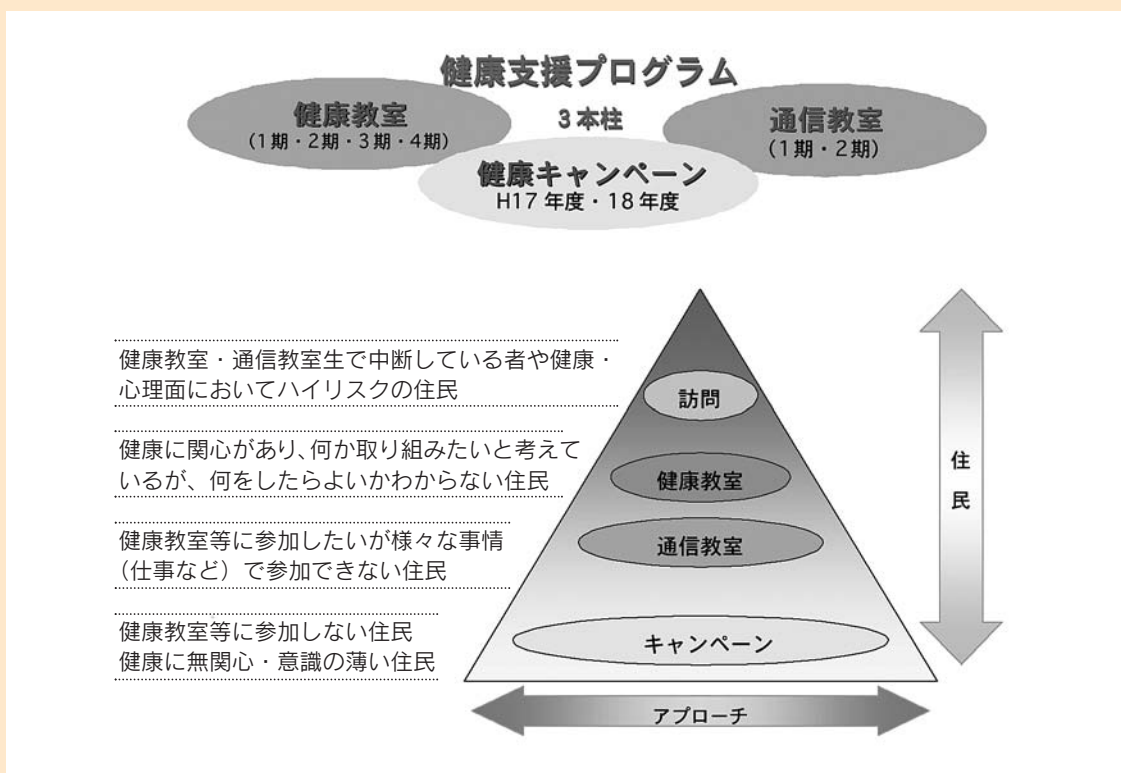 健康支援プログラム
3本柱
健康教室
(1期・2期・3期・4期)
通信教室
(1期・2期)
健康キャンペーン
H17年度・18年度
健康教室・通信教室生で中断している者や健康・
心理面においてハイリスクの住民
訪問
健康に関心があり、何か取り組みたいと考えて
いるが、何をしたらよいかわからない住民
健康教室
健康教室等に参加したいが様々な事情
（仕事など）で参加できない住民
通信教室
健康教室等に参加しない住民
健康に無関心・意識の薄い住民
キャンペーン
アプローチ
住民